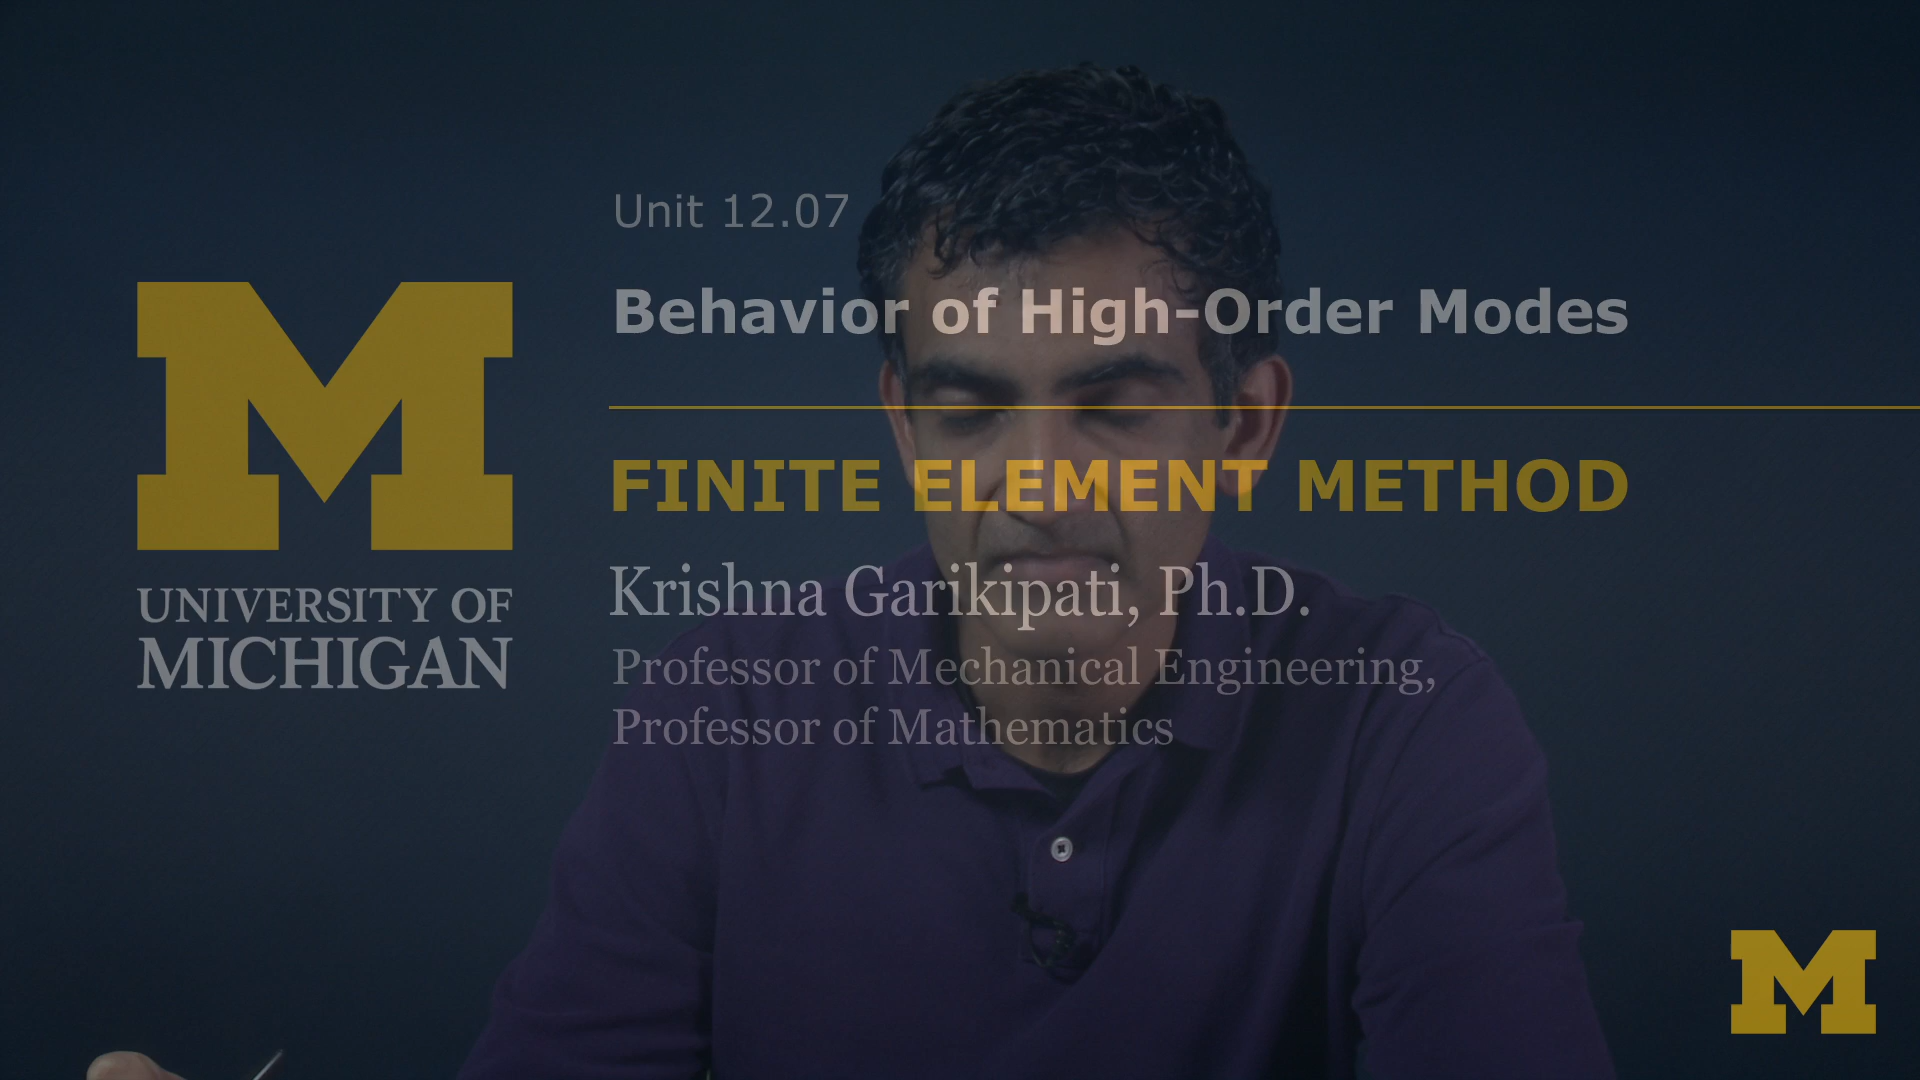 Unit 12.07
Behavior of High-Order Modes
FINITE ELEMENT METHOD
Krishna Garikipati, Ph.D.
Professor of Mechanical Engineering,
Professor of Mathematics
M
UNIVERSITY OF
MICHIGAN
M